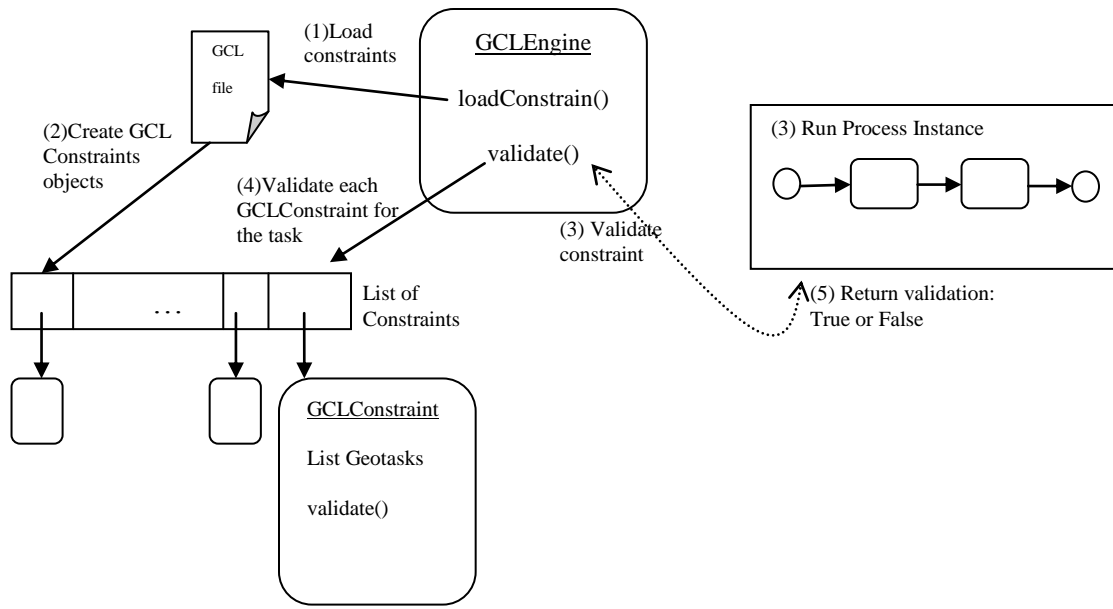 (1)Load
constraints
GCL
file
GCLEngine
loadConstrain()
validate()
(2)Create GCL
Constraints
objects
(4)Validate each
GCLConstraint for
the task
(3) Validate
constraint
(3) Run Process Instance
(5) Return validation:
True or False
...
List of
Constraints
GCLConstraint
List Geotasks
validate()